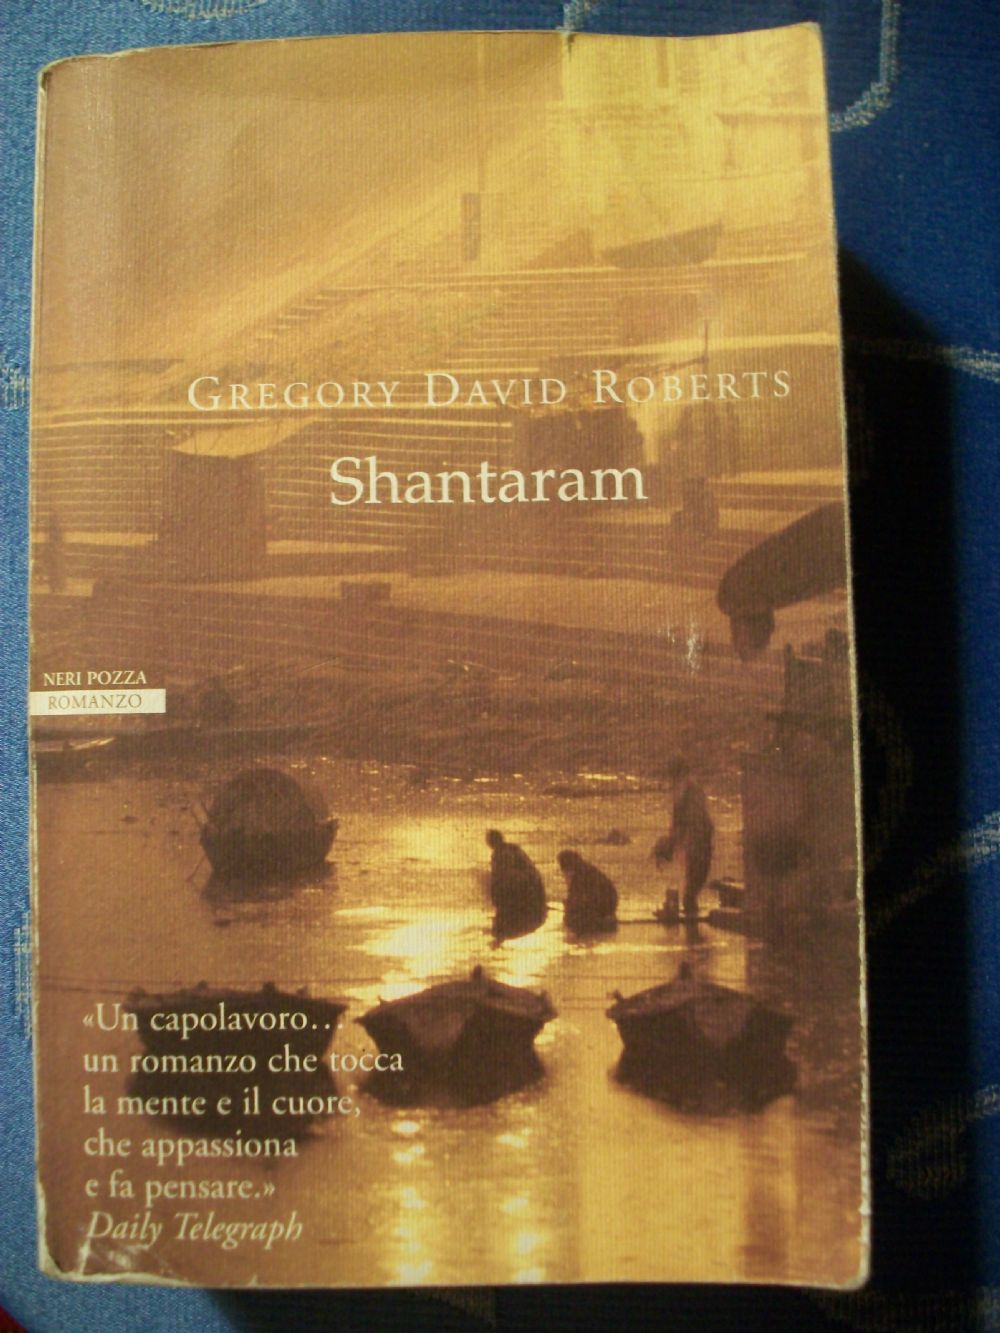 GREGORY DAVID ROBERTS
Shantaram
NERI POZZA
ROMANZO
«Un capolavoro...
un romanzo che tocca
la mente e il cuore,
che appassiona
e fa pensare.»
Daily Telegraph